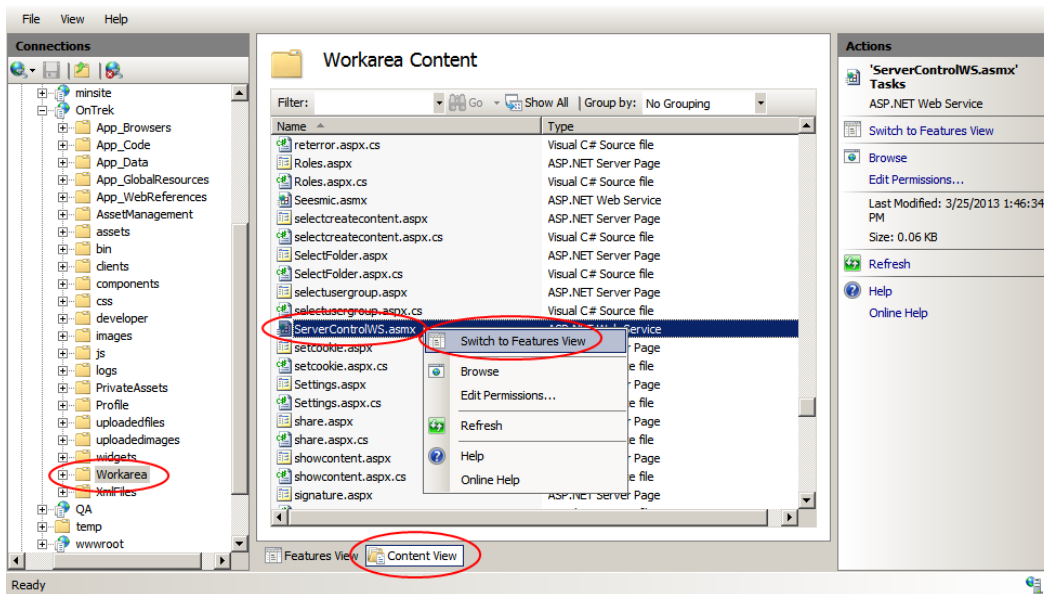 File View Help
Connections
minsite
OnTrek
App_Browsers
App_Code
App_Data
App_GlobalResources
App_WebReferences
AssetManagement
assets
bin
clients
components
css
developer
images
js
logs
PrivateAssets
Profile
uploadedfiles
uploadedimages
widgets
Workarea
XmlFiles
QA
temp
wwwroot
Workarea Content
Filter: Go Show All Group by: No Grouping
Name Type
reterror.aspx.cs Visual C# Source file
Roles.aspx ASP.NET Server Page
Roles.aspx.cs Visual C# Source file
Seesmic.asmx ASP.NET Web Service
selectcreatecontent.aspx ASP.NET Server Page
selectcreatecontent.aspx.cs Visual C# Source file
SelectFolder.aspx ASP.NET Server Page
SelectFolder.aspx.cs Visual C# Source file
selectusergroup.aspx ASP.NET Server Page
selectusergroup.aspx.cs Visual C# Source file
ServerControlWS.asmx ASP.NET Web Service
setcookie.aspx r Page
setcookie.aspx.cs e file
Settings.aspx r Page
Settings.aspx.cs e file
share.aspx r Page
share.aspx.cs e file
showcontent.aspx r Page
showcontent.aspx.cs e file
signature.aspx ASP.NET Server Page
Switch to Features View
Browse
Edit Permissions...
Refresh
Help
Online Help
Features View Content View
Actions
'ServerControlWS.asmx'
Tasks
ASP.NET Web Service
Switch to Features View
Browse
Edit Permissions...
Last Modified: 3/25/2013 1:46:34
PM
Size: 0.06 KB
Refresh
Help
Online Help
Ready